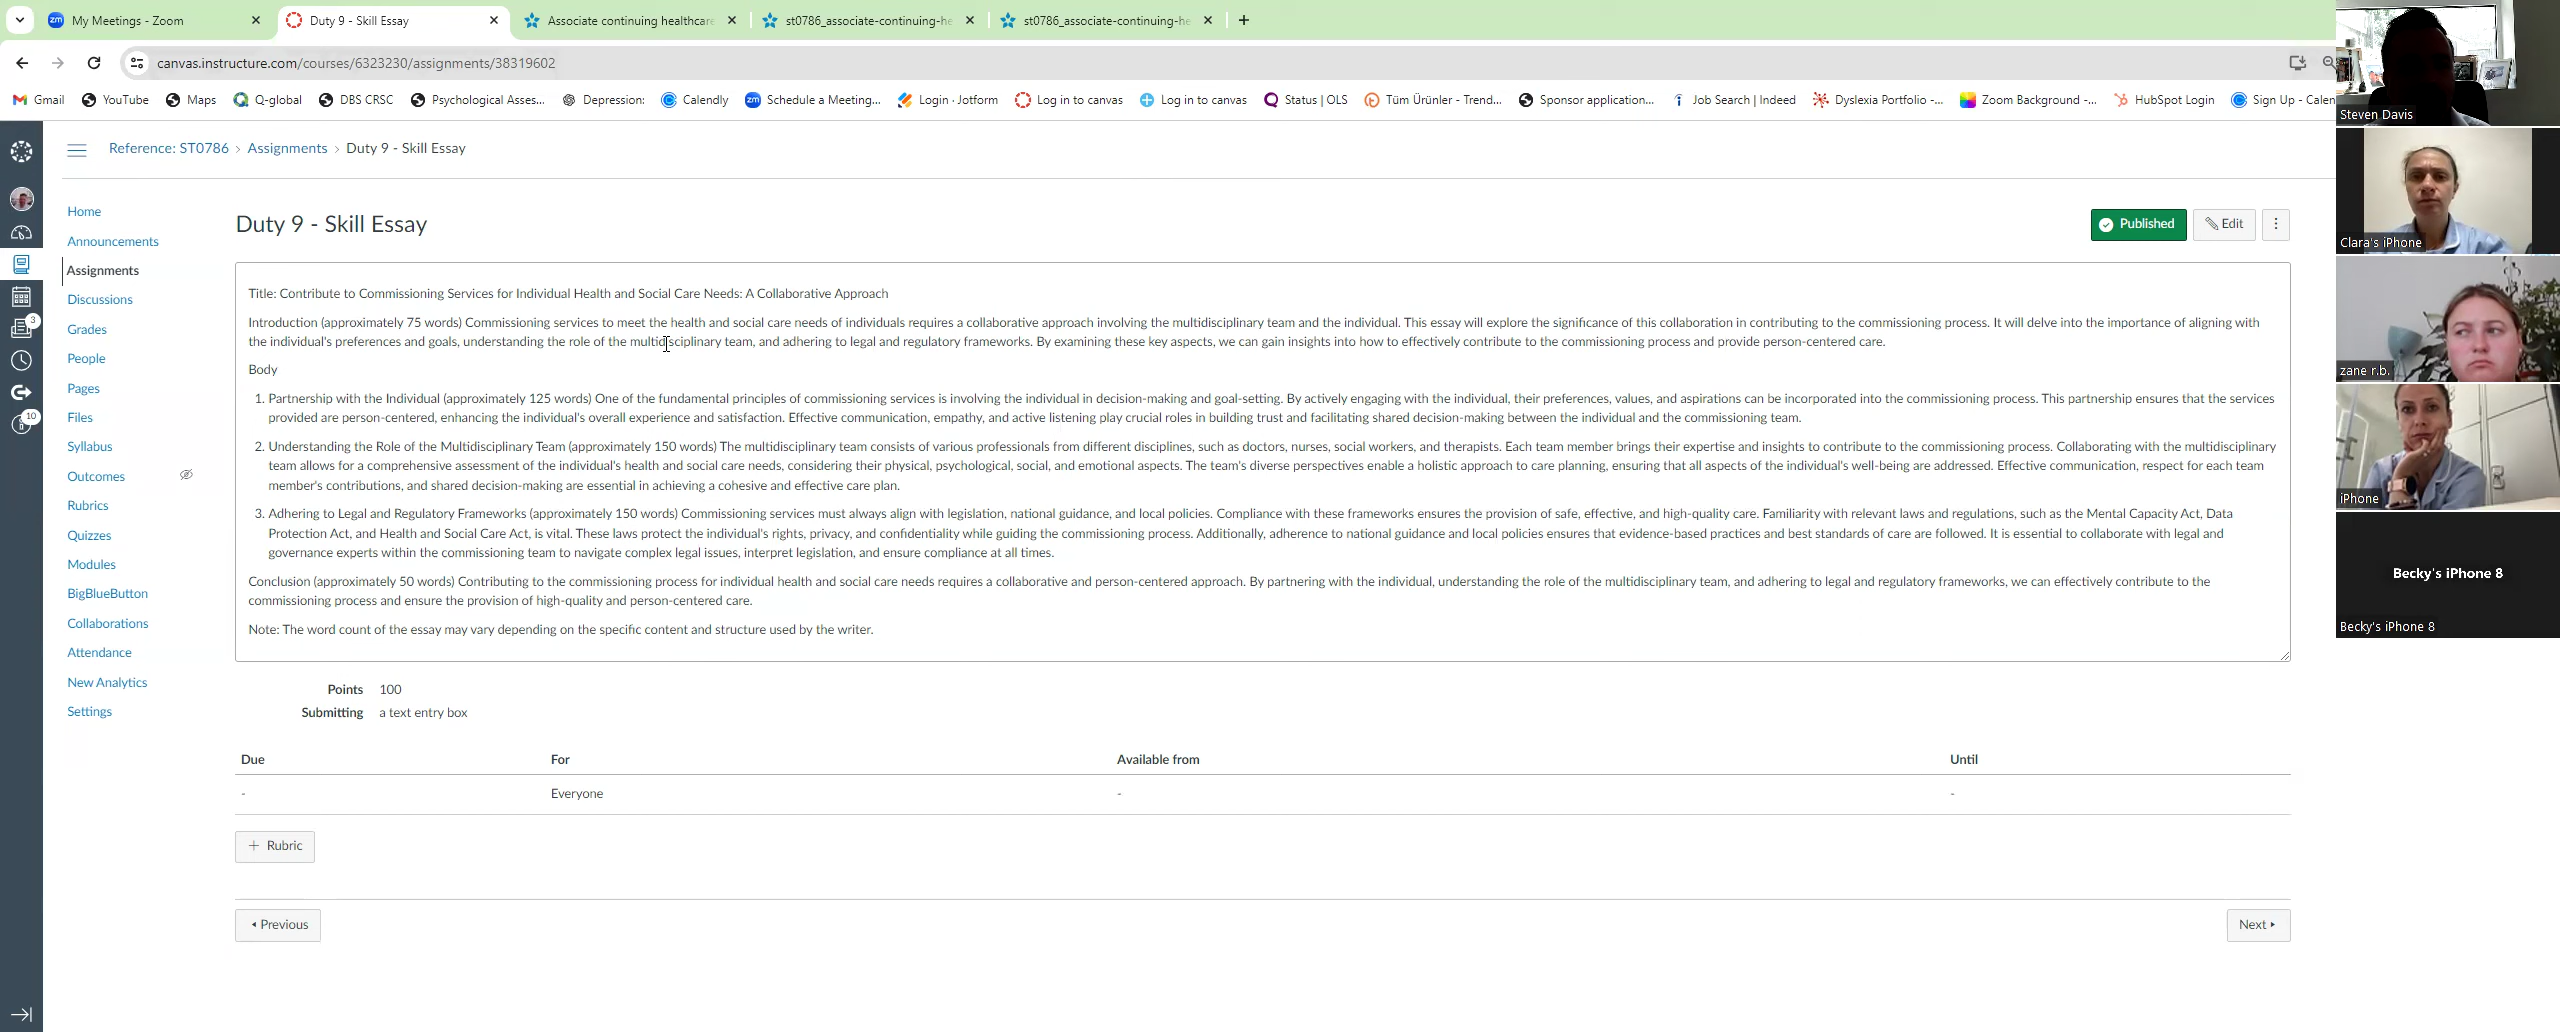 My Meetings - Zoom
Duty 9 - Skill Essay
Associate continuing healthcare
st0786_associate-continuing-he
st0786_associate-continuing-he
canvas.instructure.com/courses/6323230/assignments/38319602
Gmail
YouTube
Maps
Q-global
DBS CRSC
Psychological Asses...
Depression:
Calendly
Schedule a Meeting...
Login · Jotform
Log in to canvas
Log in to canvas
Status | OLS
Tüm Ürünler - Trend...
Sponsor application...
Job Search | Indeed
Dyslexia Portfolio -...
Zoom Background -...
HubSpot Login
Sign Up - Calen
Reference: ST0786 › Assignments › Duty 9 - Skill Essay
3
10
Home
Announcements
Assignments
Discussions
Grades
People
Pages
Files
Syllabus
Outcomes
Rubrics
Quizzes
Modules
BigBlueButton
Collaborations
Attendance
New Analytics
Settings
Duty 9 - Skill Essay
Published
Edit
Title: Contribute to Commissioning Services for Individual Health and Social Care Needs: A Collaborative Approach
Introduction (approximately 75 words) Commissioning services to meet the health and social care needs of individuals requires a collaborative approach involving the multidisciplinary team and the individual. This essay will explore the significance of this collaboration in contributing to the commissioning process. It will delve into the importance of aligning with
the individual's preferences and goals, understanding the role of the multidisciplinary team, and adhering to legal and regulatory frameworks. By examining these key aspects, we can gain insights into how to effectively contribute to the commissioning process and provide person-centered care.
Body
1. Partnership with the Individual (approximately 125 words) One of the fundamental principles of commissioning services is involving the individual in decision-making and goal-setting. By actively engaging with the individual, their preferences, values, and aspirations can be incorporated into the commissioning process. This partnership ensures that the services
provided are person-centered, enhancing the individual's overall experience and satisfaction. Effective communication, empathy, and active listening play crucial roles in building trust and facilitating shared decision-making between the individual and the commissioning team.
2. Understanding the Role of the Multidisciplinary Team (approximately 150 words) The multidisciplinary team consists of various professionals from different disciplines, such as doctors, nurses, social workers, and therapists. Each team member brings their expertise and insights to contribute to the commissioning process. Collaborating with the multidisciplinary
team allows for a comprehensive assessment of the individual's health and social care needs, considering their physical, psychological, social, and emotional aspects. The team's diverse perspectives enable a holistic approach to care planning, ensuring that all aspects of the individual's well-being are addressed. Effective communication, respect for each team
member's contributions, and shared decision-making are essential in achieving a cohesive and effective care plan.
3. Adhering to Legal and Regulatory Frameworks (approximately 150 words) Commissioning services must always align with legislation, national guidance, and local policies. Compliance with these frameworks ensures the provision of safe, effective, and high-quality care. Familiarity with relevant laws and regulations, such as the Mental Capacity Act, Data
Protection Act, and Health and Social Care Act, is vital. These laws protect the individual's rights, privacy, and confidentiality while guiding the commissioning process. Additionally, adherence to national guidance and local policies ensures that evidence-based practices and best standards of care are followed. It is essential to collaborate with legal and
governance experts within the commissioning team to navigate complex legal issues, interpret legislation, and ensure compliance at all times.
Conclusion (approximately 50 words) Contributing to the commissioning process for individual health and social care needs requires a collaborative and person-centered approach. By partnering with the individual, understanding the role of the multidisciplinary team, and adhering to legal and regulatory frameworks, we can effectively contribute to the
commissioning process and ensure the provision of high-quality and person-centered care.
Note: The word count of the essay may vary depending on the specific content and structure used by the writer.
Points 100
Submitting a text entry box
Due For Available from Until
- Everyone - -
+ Rubric
Previous
Next
Steven Davis
Clara's iPhone
zane r.b.
iPhone
Becky's iPhone 8
Becky's iPhone 8